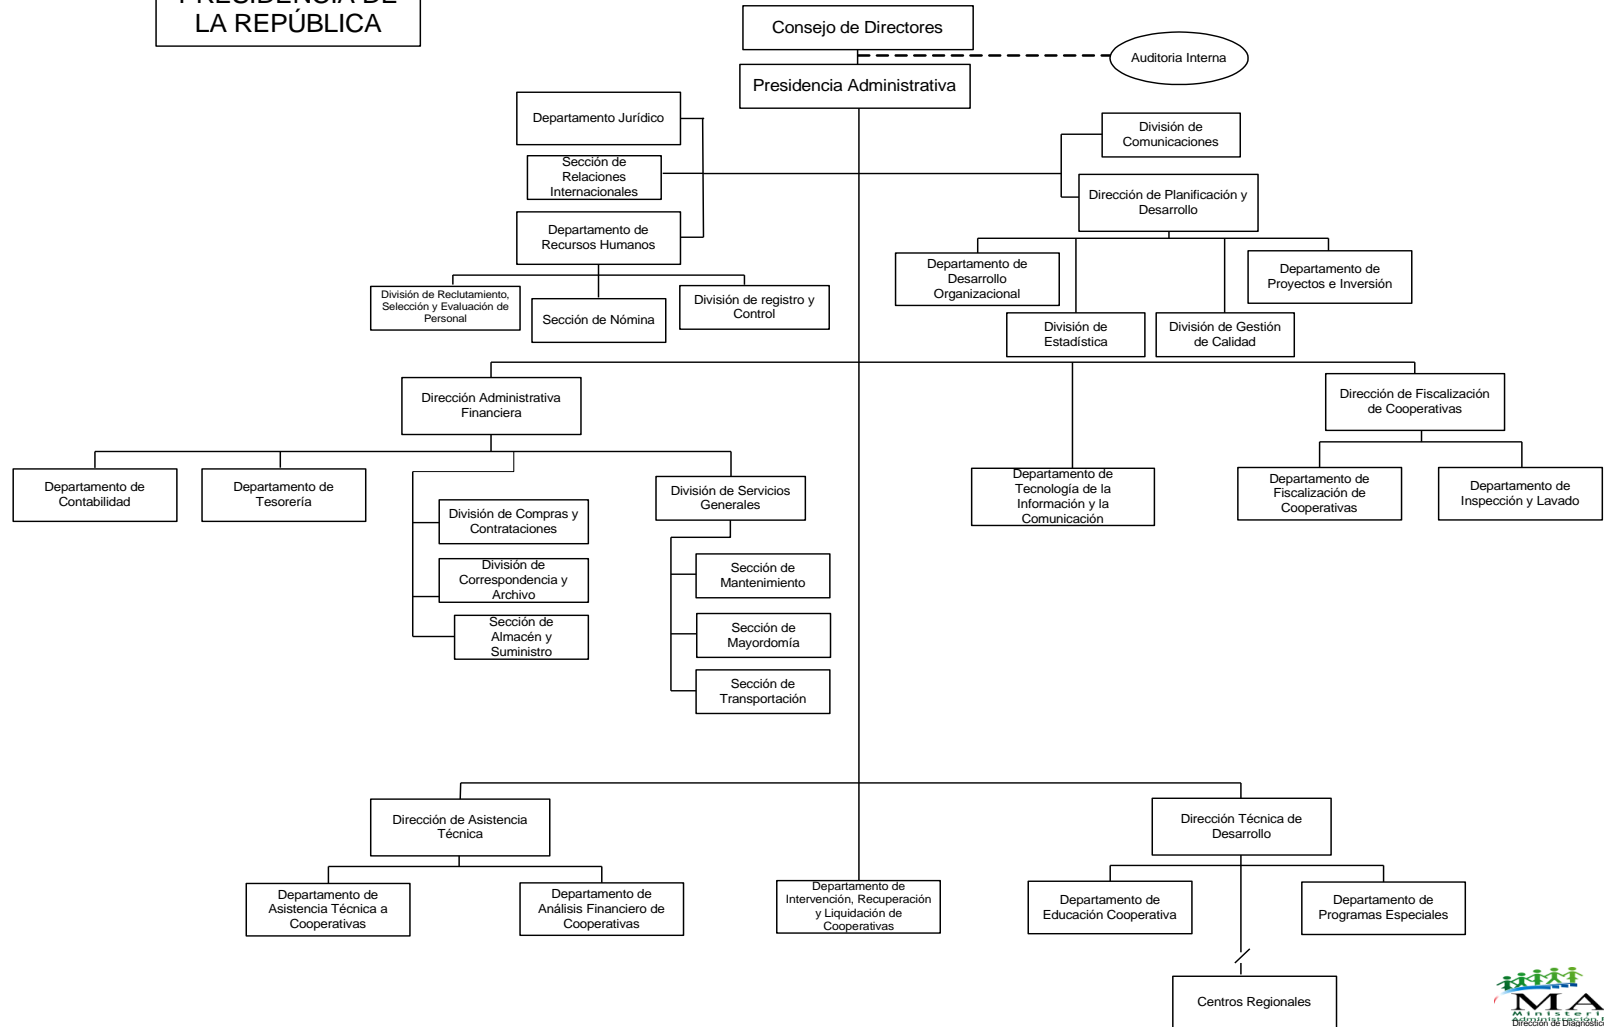 PRESIDENCIA DE
LA REPÚBLICA
Consejo de Directores
Auditoria Interna
Presidencia Administrativa
Departamento Jurídico
División de
Comunicaciones
Sección de
Relaciones
Internacionales
Dirección de Planificación y
Desarrollo
Departamento de
Recursos Humanos
Departamento de
Desarrollo
Organizacional
Departamento de
Proyectos e Inversión
División de Reclutamiento,
Selección y Evaluación de
Personal
Sección de Nómina
División de registro y
Control
División de
Estadística
División de Gestión
de Calidad
Dirección Administrativa
Financiera
Dirección de Fiscalización
de Cooperativas
Departamento de
Contabilidad
Departamento de
Tesorería
División de Servicios
Generales
Departamento de
Tecnología de la
Información y la
Comunicación
Departamento de
Fiscalización de
Cooperativas
Departamento de
Inspección y Lavado
División de Compras y
Contrataciones
División de
Correspondencia y
Archivo
Sección de
Almacén y
Suministro
Sección de
Mantenimiento
Sección de
Mayordomía
Sección de
Transportación
Dirección de Asistencia
Técnica
Dirección Técnica de
Desarrollo
Departamento de
Asistencia Técnica a
Cooperativas
Departamento de
Análisis Financiero de
Cooperativas
Departamento de
Intervención, Recuperación
y Liquidación de
Cooperativas
Departamento de
Educación Cooperativa
Departamento de
Programas Especiales
Centros Regionales
MA
Ministeri
Administración
Dirección de Diagnóstic